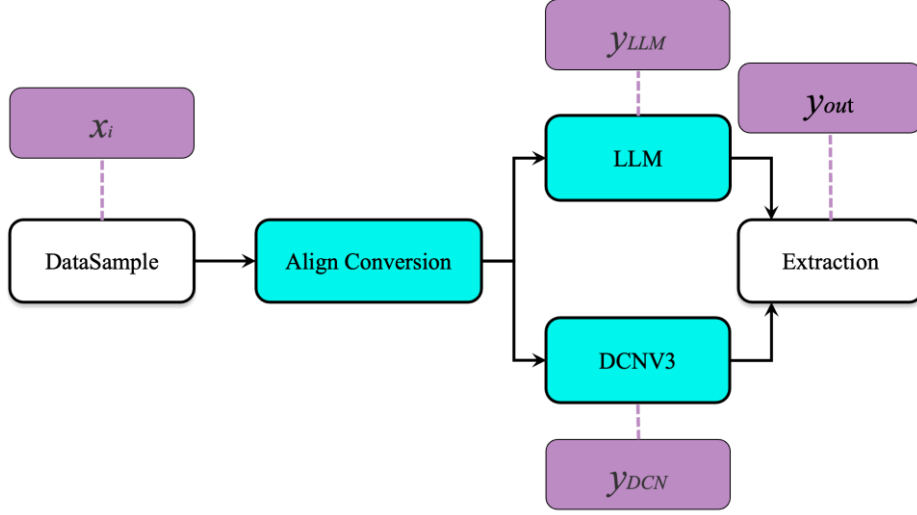 y_LLM
x_i
y_out
LLM
DataSample
Align Conversion
Extraction
DCNV3
y_DCN